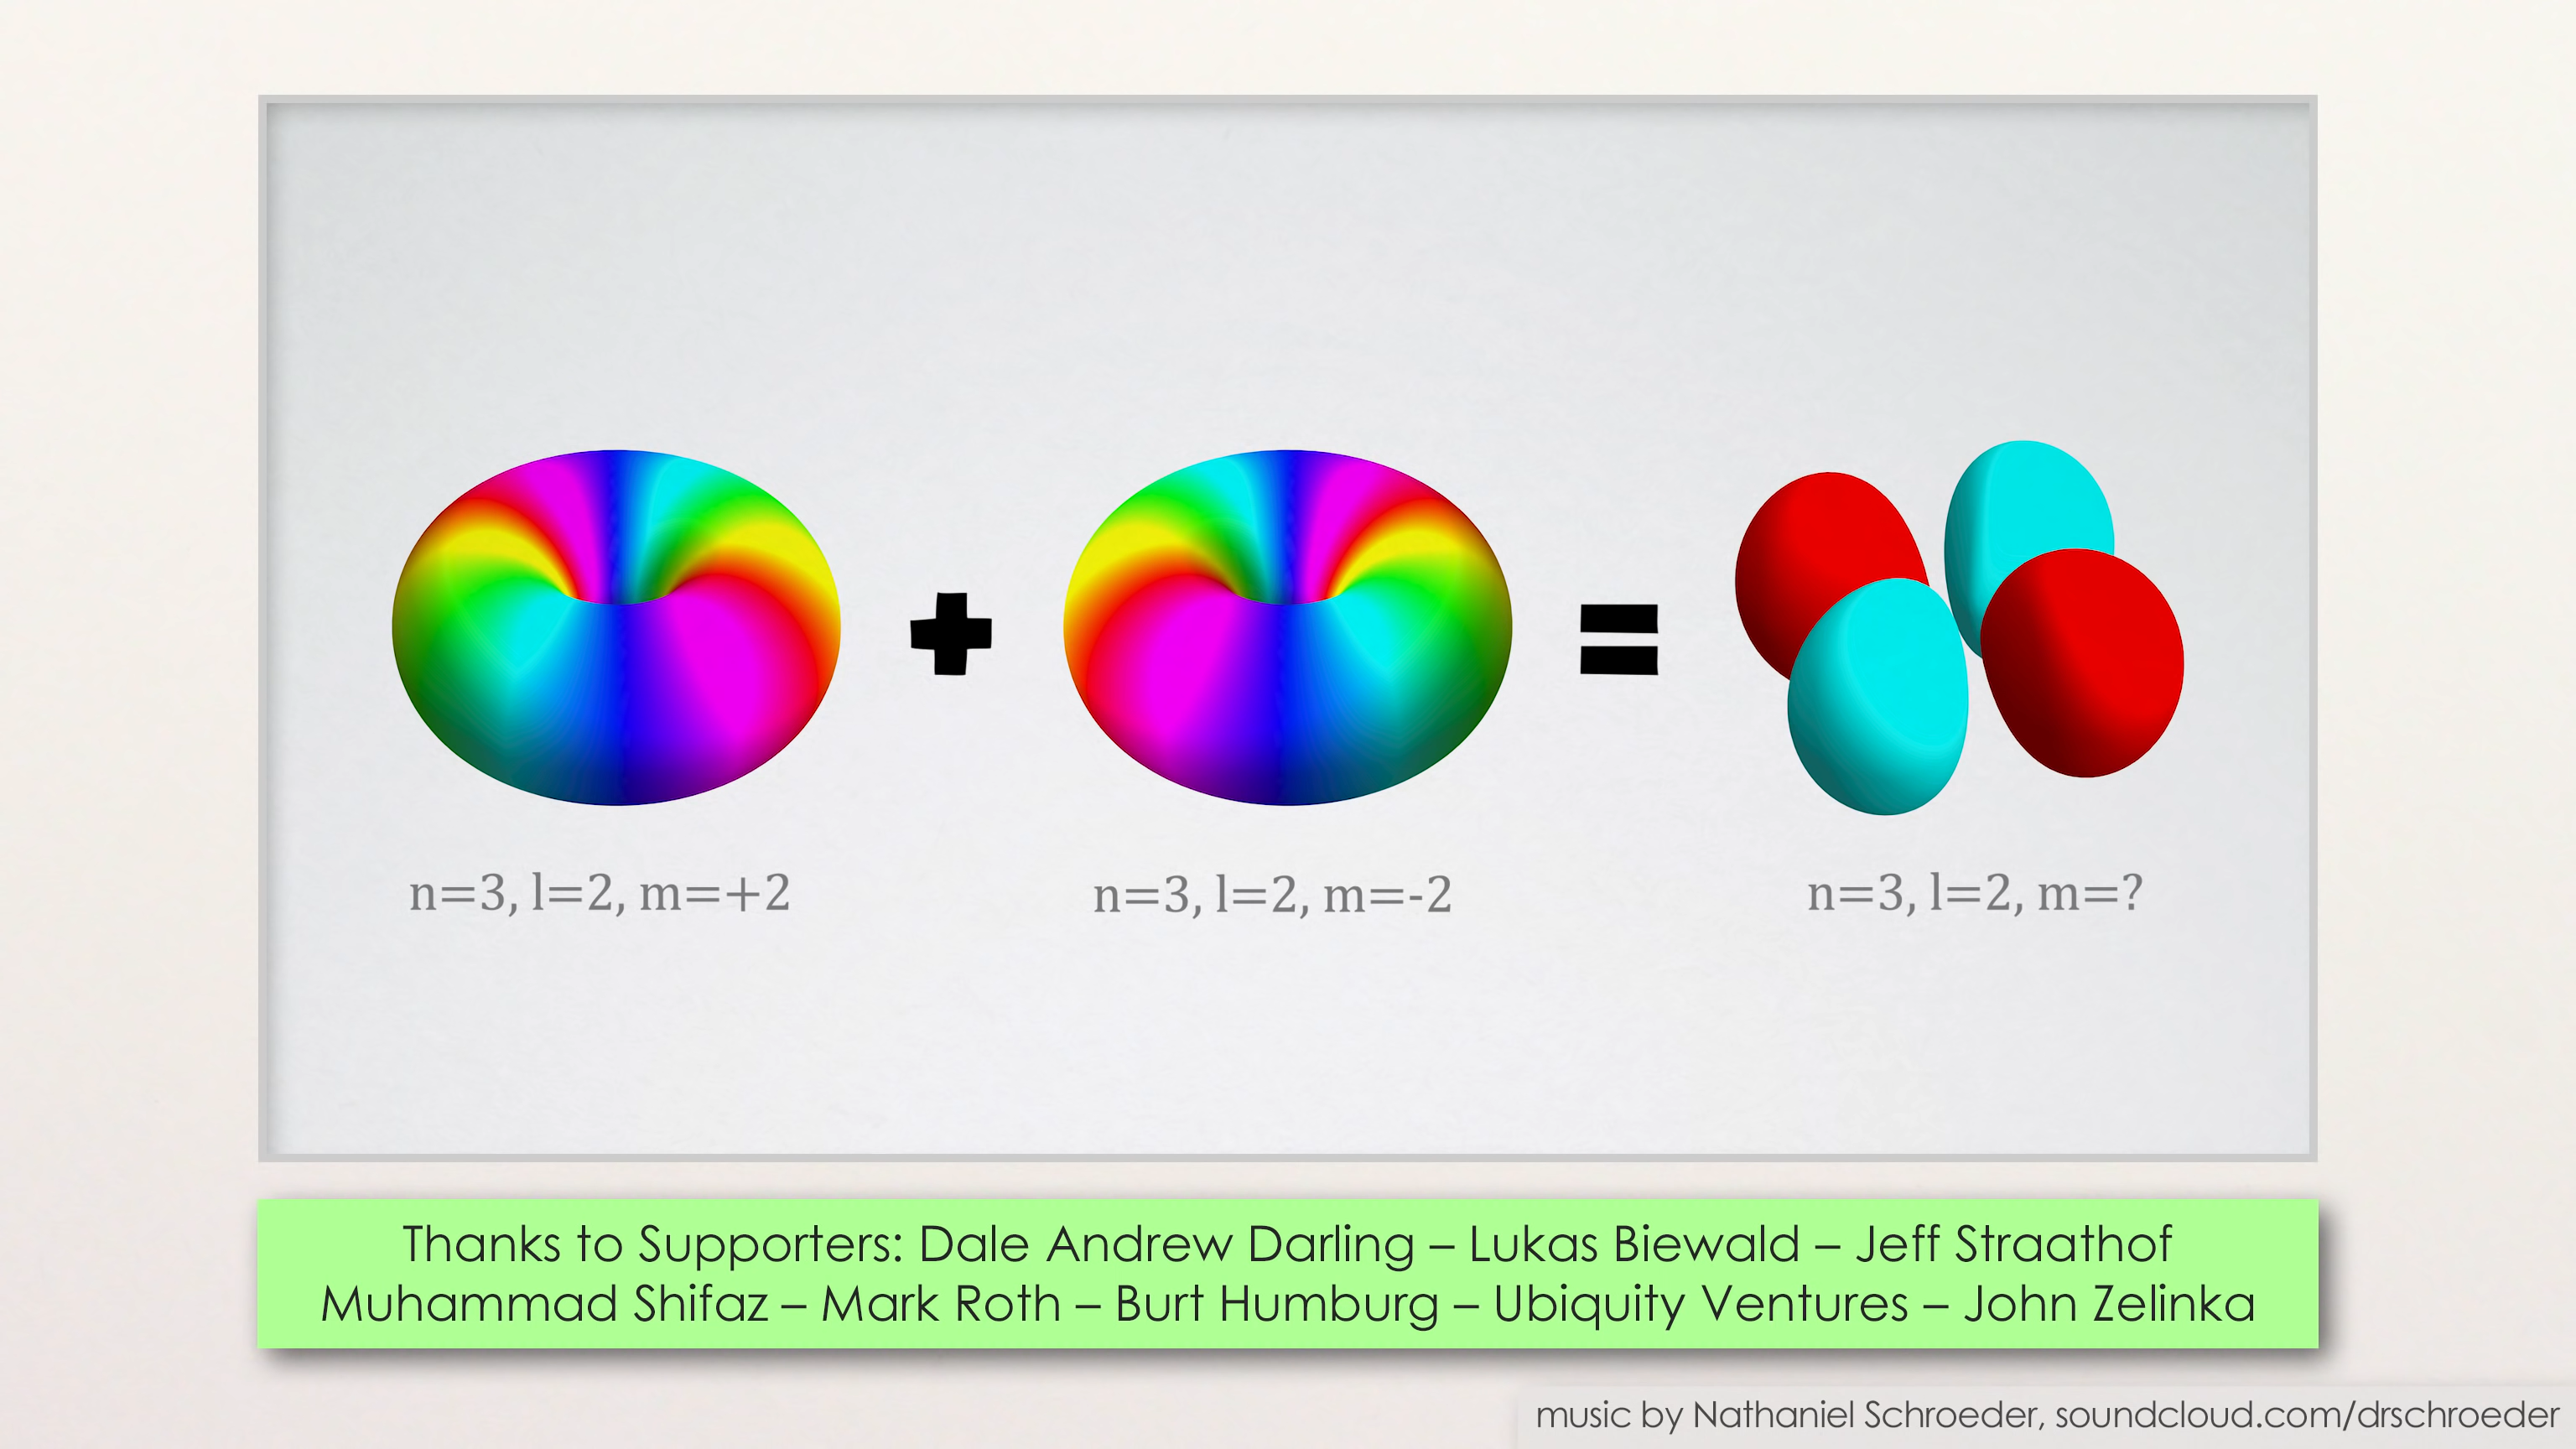 +
=
n=3, l=2, m=+2
n=3, l=2, m=-2
n=3, l=2, m=?
Thanks to Supporters: Dale Andrew Darling – Lukas Biewald – Jeff Straathof
Muhammad Shifaz – Mark Roth – Burt Humburg – Ubiquity Ventures – John Zelinka
music by Nathaniel Schroeder, soundcloud.com/drschroeder